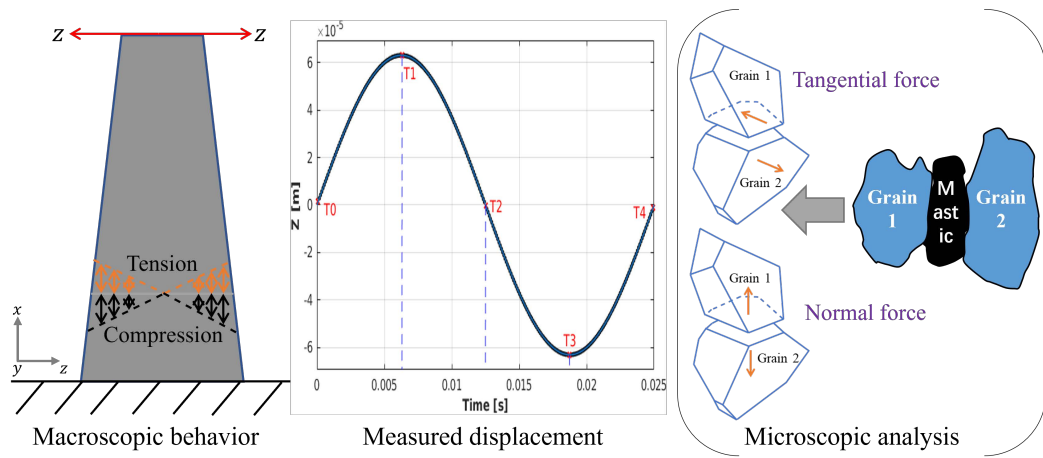 Z
Z
Tension
Compression
x
y
z
Macroscopic behavior
×10⁻⁵
6
4
2
0
-2
-4
-6
Z [m]
T0
T1
T2
T3
T4
0
0.005
0.01
0.015
0.02
0.025
Time [s]
Measured displacement
Grain 1
Grain 2
Tangential force
Grain 1
Grain 2
Normal force
Grain
1
M
ast
ic
Grain
2
Microscopic analysis